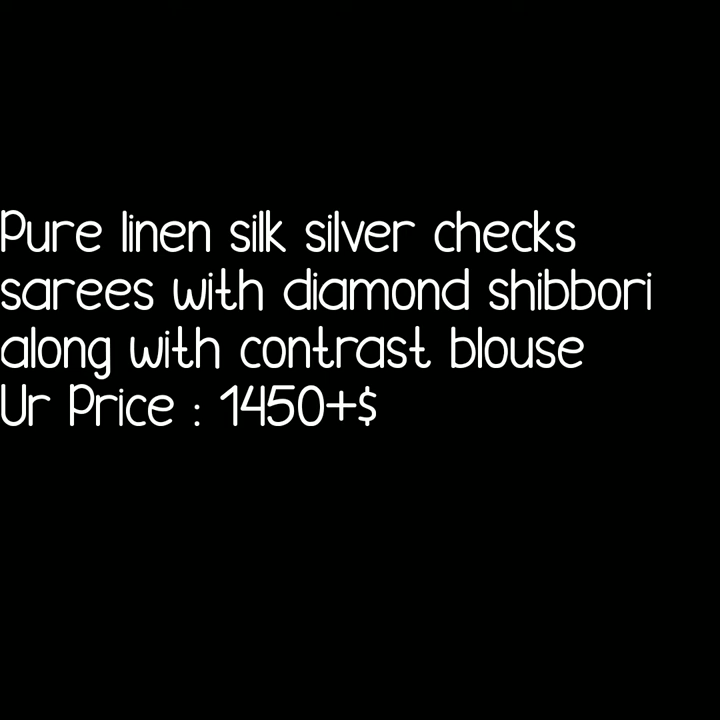 Pure linen silk silver checks
sarees with diamond shibbori
along with contrast blouse
Ur Price : 1450+$